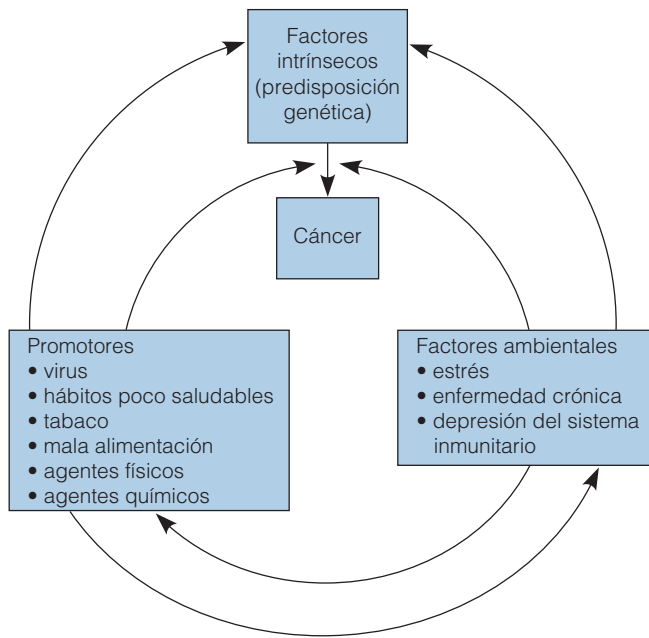 Factores
intrínsecos
(predisposición
genética)
Cáncer
Promotores
• virus
• hábitos poco saludables
• tabaco
• mala alimentación
• agentes físicos
• agentes químicos
Factores ambientales
• estrés
• enfermedad crónica
• depresión del sistema
inmunitario